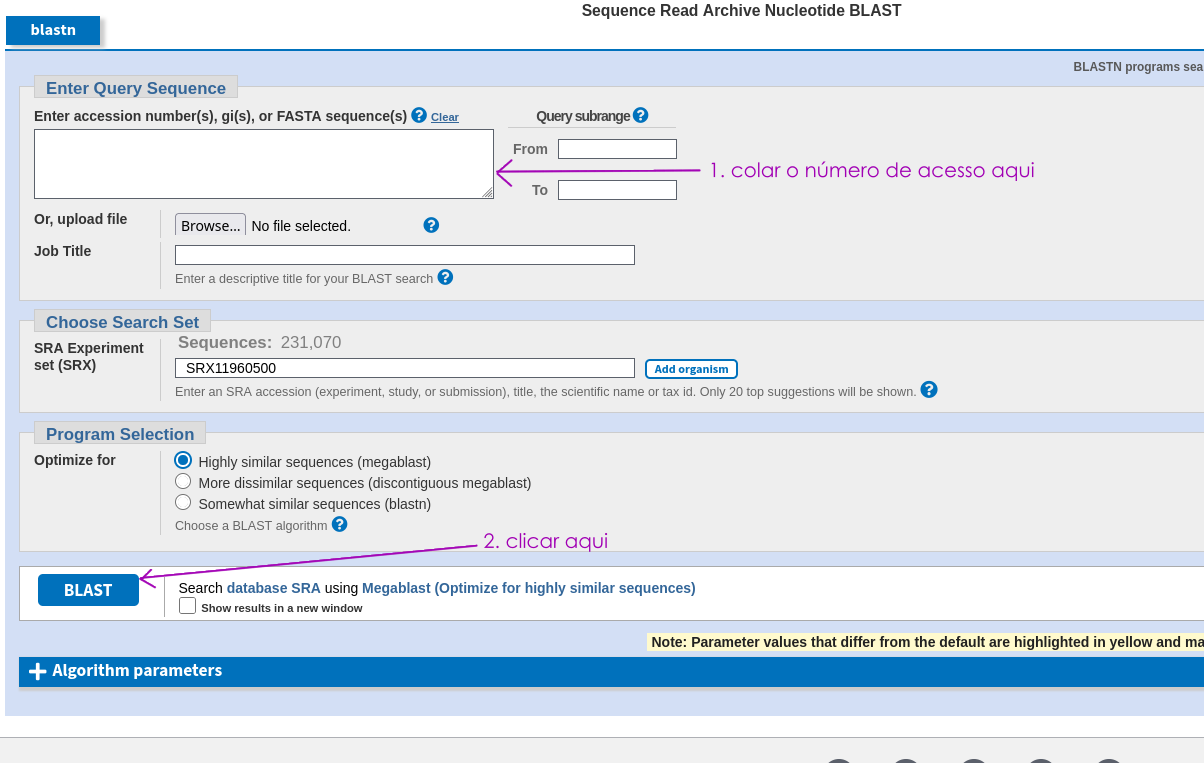 Sequence Read Archive Nucleotide BLAST
blastn
BLASTN programs sea
Enter Query Sequence
Enter accession number(s), gi(s), or FASTA sequence(s) ? Clear
Query subrange ?
From
1. colar o número de acesso aqui
To
Or, upload file
Browse... No file selected. ?
Job Title
Enter a descriptive title for your BLAST search ?
Choose Search Set
SRA Experiment set (SRX)
Sequences: 231,070
SRX11960500
Add organism
Enter an SRA accession (experiment, study, or submission), title, the scientific name or tax id. Only 20 top suggestions will be shown. ?
Program Selection
Optimize for
Highly similar sequences (megablast)
More dissimilar sequences (discontiguous megablast)
Somewhat similar sequences (blastn)
Choose a BLAST algorithm ?
2. clicar aqui
BLAST
Search database SRA using Megablast (Optimize for highly similar sequences)
Show results in a new window
Note: Parameter values that differ from the default are highlighted in yellow and ma
+ Algorithm parameters